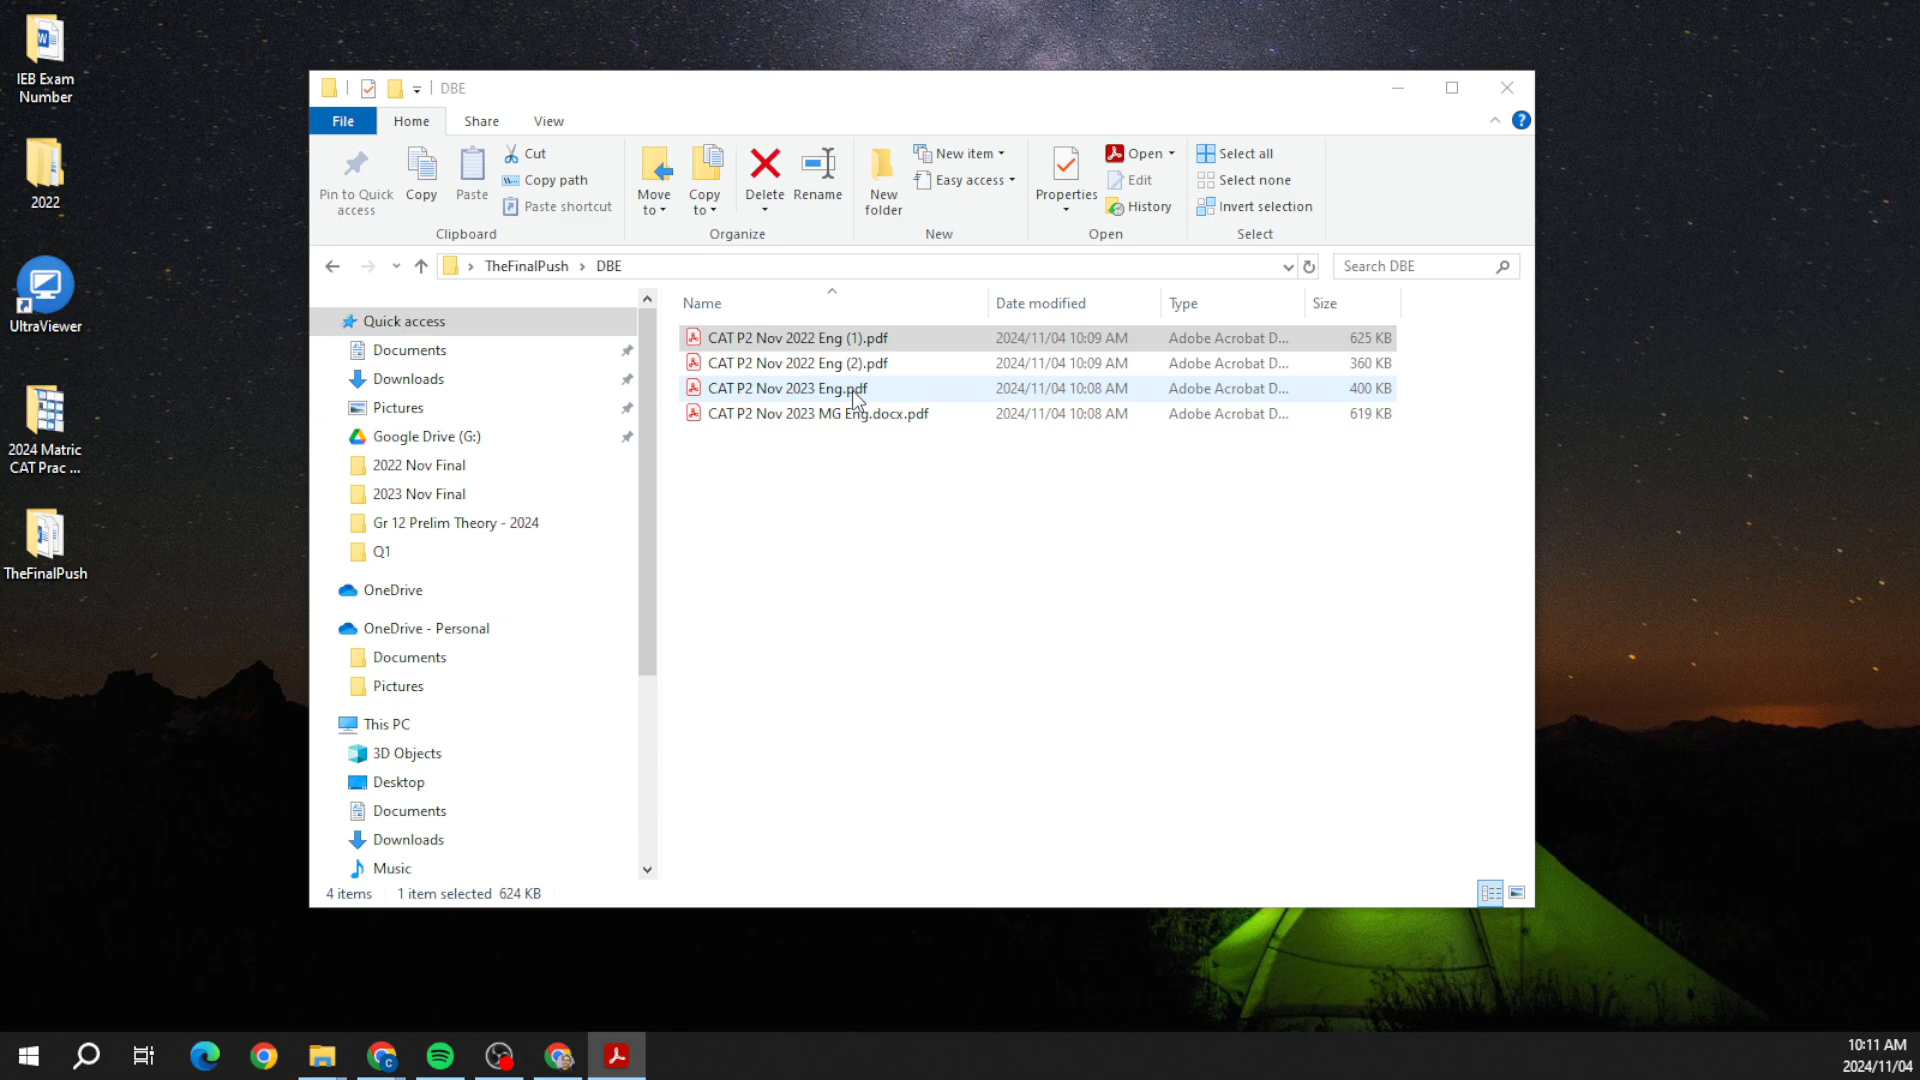 IEB Exam
Number
2022
UltraViewer
2024 Matric
CAT Prac ...
TheFinalPush
DBE
File
Home
Share
View
Pin to Quick
access
Copy
Paste
Cut
Copy path
Paste shortcut
Clipboard
Move
to
Copy
to
Delete
Rename
Organize
New
folder
New item
Easy access
New
Properties
Open
Edit
History
Open
Select all
Select none
Invert selection
Select
TheFinalPush > DBE
Search DBE
Quick access
Documents
Downloads
Pictures
Google Drive (G:)
2022 Nov Final
2023 Nov Final
Gr 12 Prelim Theory - 2024
Q1
OneDrive
OneDrive - Personal
Documents
Pictures
This PC
3D Objects
Desktop
Documents
Downloads
Music
Name Date modified Type Size
CAT P2 Nov 2022 Eng (1).pdf 2024/11/04 10:09 AM Adobe Acrobat D... 625 KB
CAT P2 Nov 2022 Eng (2).pdf 2024/11/04 10:09 AM Adobe Acrobat D... 360 KB
CAT P2 Nov 2023 Eng.pdf 2024/11/04 10:08 AM Adobe Acrobat D... 400 KB
CAT P2 Nov 2023 MG Eng.docx.pdf 2024/11/04 10:08 AM Adobe Acrobat D... 619 KB
4 items 1 item selected 624 KB
10:11 AM
2024/11/04